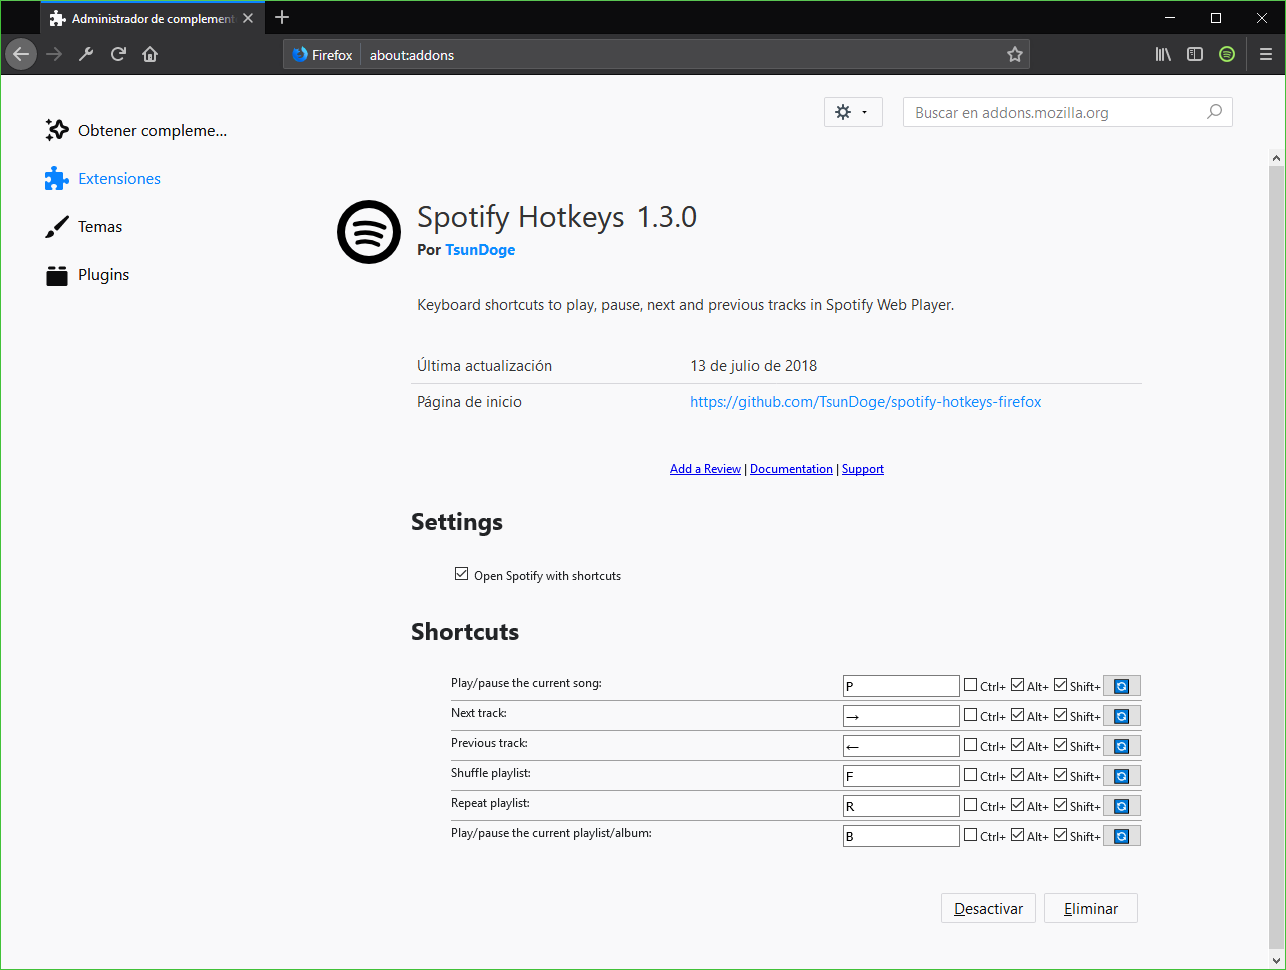 Administrador de complement
Firefox
about:addons
Buscar en addons.mozilla.org
Obtener compleme...
Extensiones
Temas
Plugins
Spotify Hotkeys 1.3.0
Por TsunDoge
Keyboard shortcuts to play, pause, next and previous tracks in Spotify Web Player.
Última actualización 13 de julio de 2018
Página de inicio https://github.com/TsunDoge/spotify-hotkeys-firefox
Add a Review | Documentation | Support
Settings
Open Spotify with shortcuts
Shortcuts
Play/pause the current song: P Ctrl+ Alt+ Shift+
Next track: → Ctrl+ Alt+ Shift+
Previous track: ← Ctrl+ Alt+ Shift+
Shuffle playlist: F Ctrl+ Alt+ Shift+
Repeat playlist: R Ctrl+ Alt+ Shift+
Play/pause the current playlist/album: B Ctrl+ Alt+ Shift+
Desactivar Eliminar